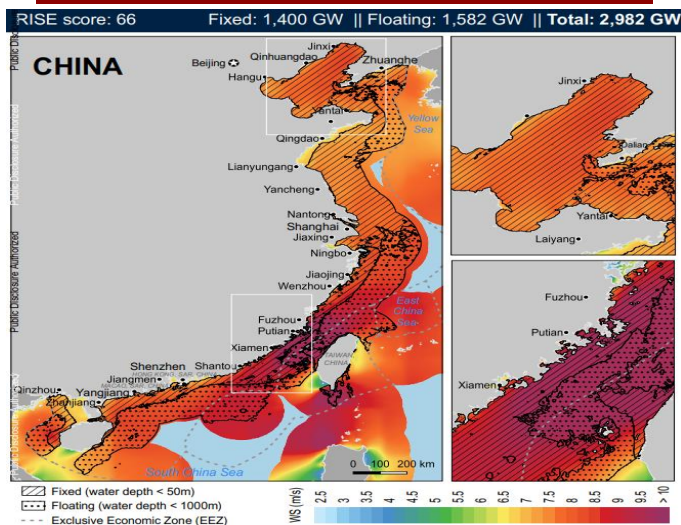 RISE score: 66 Fixed: 1,400 GW || Floating: 1,582 GW || Total: 2,982 GW
Public Disclosure Authorized
Public Disclosure Authorized
Public Disclosure Authorized
CHINA
Jinxi
Qinhuangdao
Beijing
Zhuanghe
Hangu
Yantai
Yellow
Sea
Qingdao
Lianyungang
Yancheng
Nantong
Shanghai
Jiaxing
Ningbo
Jiaojing
Wenzhou
East
China
Sea
Fuzhou
Putian
Xiamen
TAIWAN,
CHINA
Shenzhen
Shantou
HONG KONG, SAR, CHINA
Jiangmen
MACAO, SAR, CHINA
Qinzhou
Yangjiang
Zhanjiang
South China Sea
0 100 200 km
Jinxi
Dalian
Yantai
Laiyang
Fuzhou
Putian
Xiamen
Fixed (water depth < 50m)
Floating (water depth < 1000m)
Exclusive Economic Zone (EEZ)
WS (m/s)
2.5
3
3.5
4
4.5
5
5.5
6
6.5
7
7.5
8
8.5
9
9.5
10
> 10